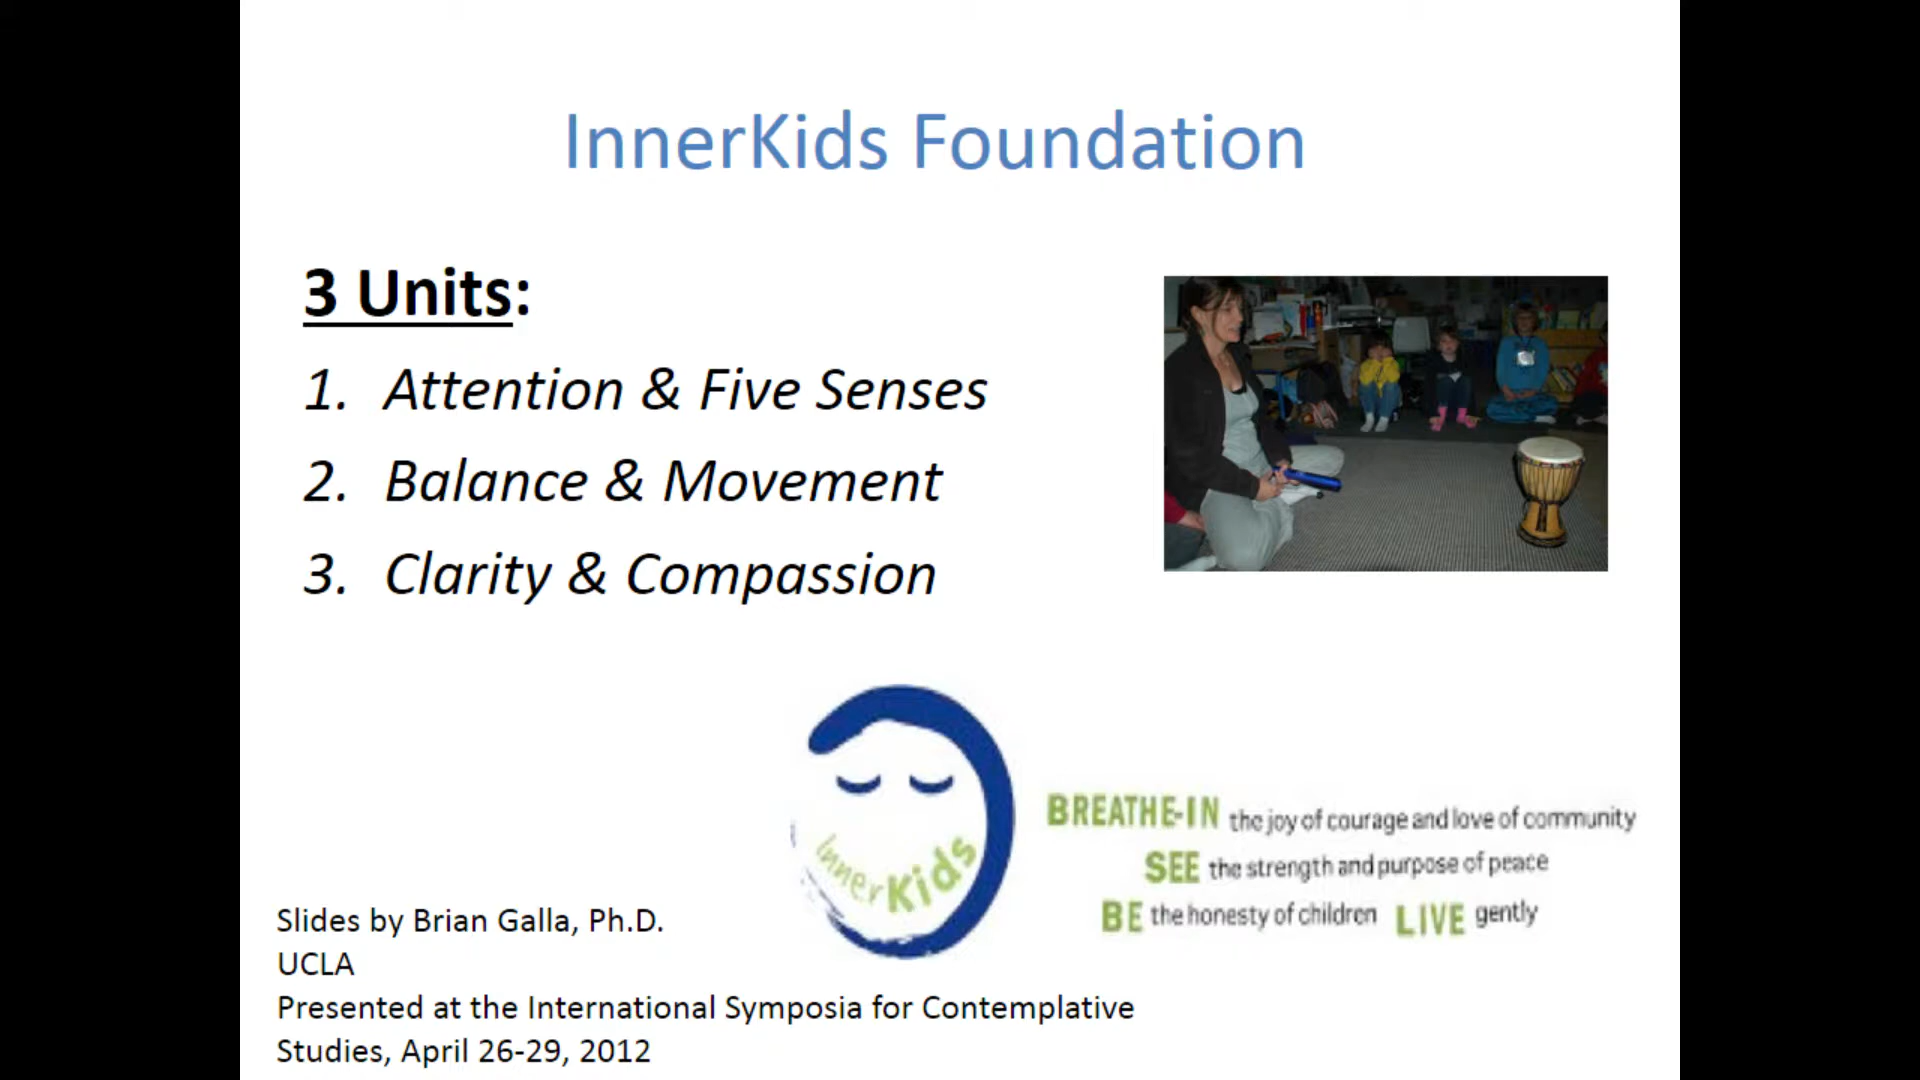 InnerKids Foundation
3 Units:
1. Attention & Five Senses
2. Balance & Movement
3. Clarity & Compassion
InnerKids
BREATHE-IN the joy of courage and love of community
SEE the strength and purpose of peace
BE the honesty of children LIVE gently
Slides by Brian Galla, Ph.D.
UCLA
Presented at the International Symposia for Contemplative
Studies, April 26-29, 2012